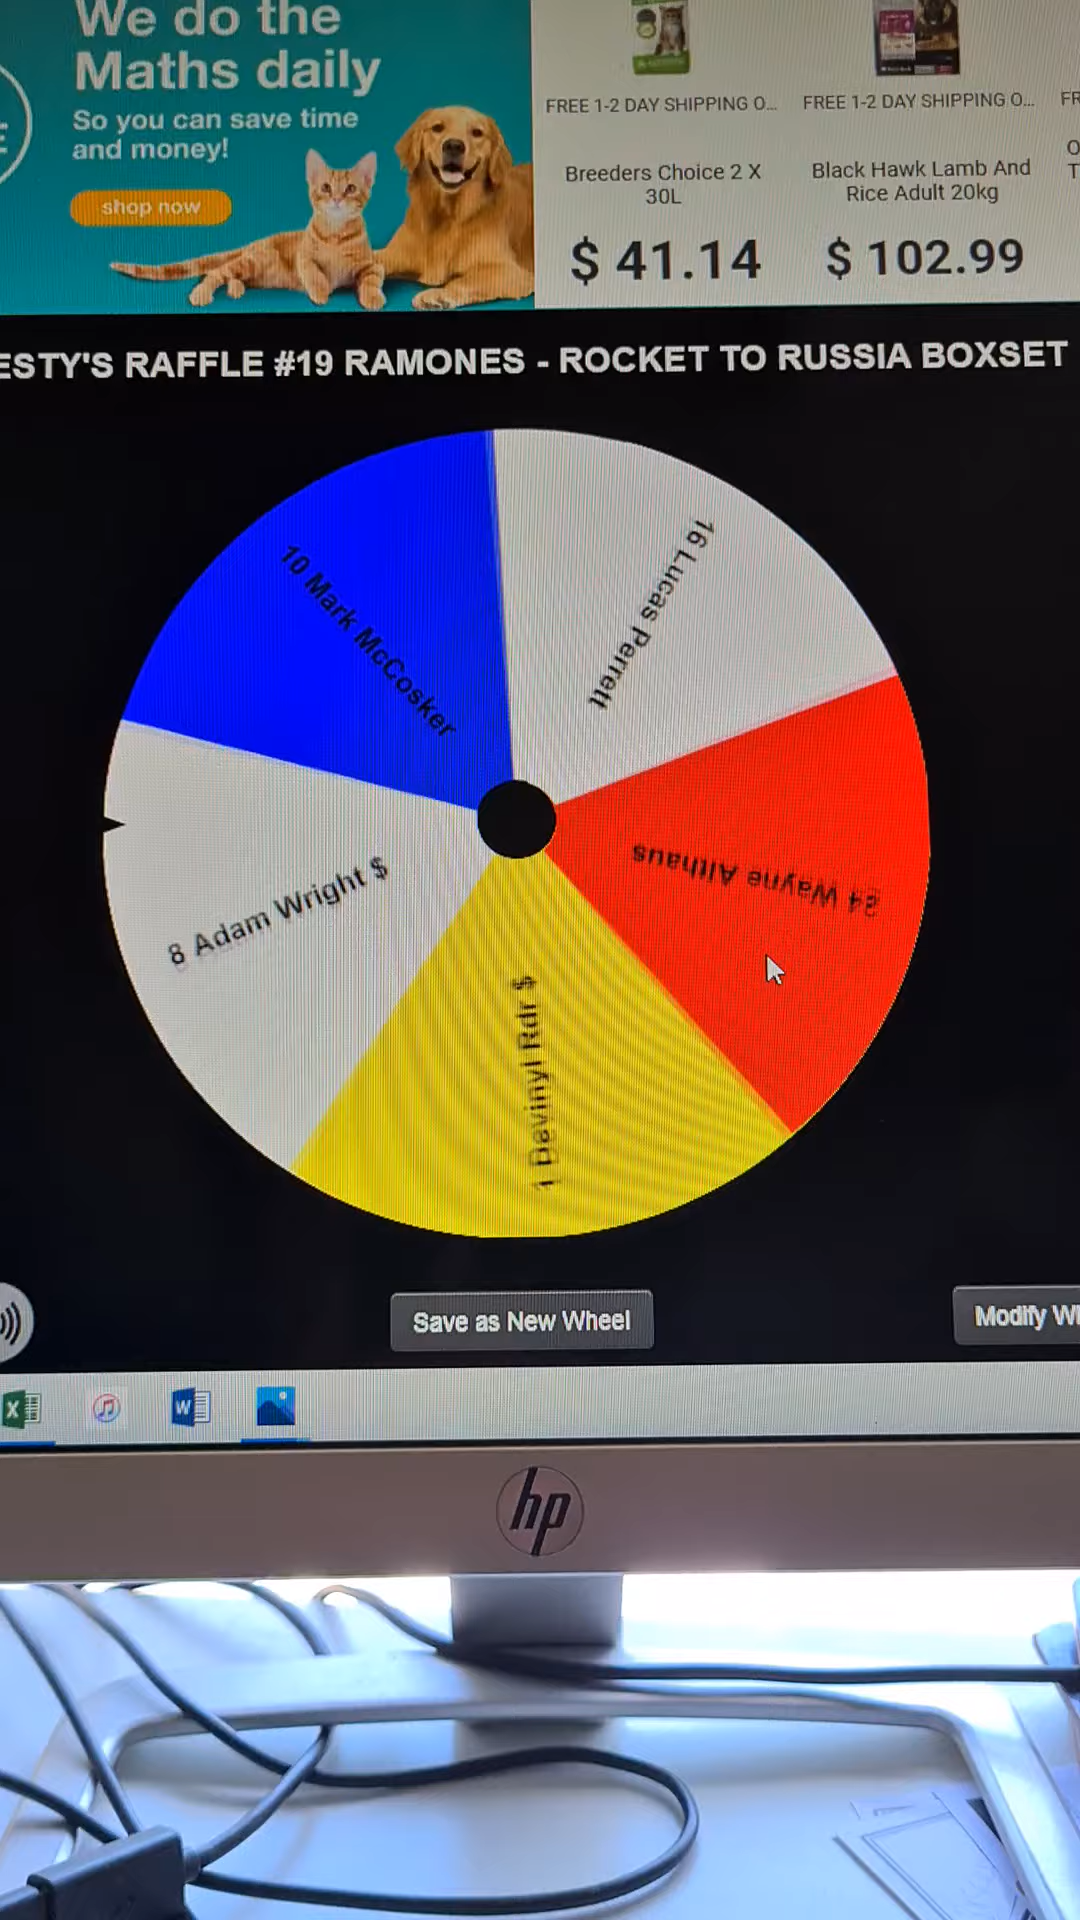 We do the
Maths daily
So you can save time
and money!
shop now
FREE 1-2 DAY SHIPPING O...
Breeders Choice 2 X
30L
$ 41.14
FREE 1-2 DAY SHIPPING O...
Black Hawk Lamb And
Rice Adult 20kg
$ 102.99
ESTY'S RAFFLE #19 RAMONES - ROCKET TO RUSSIA BOXSET
10 Mark McCosker
16 Lucas Perrett
Wayne Althaus
1 Devinyl Rdr $
8 Adam Wright $
Save as New Wheel
Modify
hp